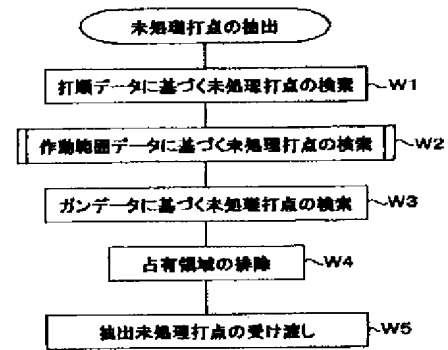 未処理打点の抽出
打順データに基づく未処理打点の検索 W1
作動範囲データに基づく未処理打点の検索 W2
ガンデータに基づく未処理打点の検索 W3
占有領域の排除 W4
抽出未処理打点の受け渡し W5